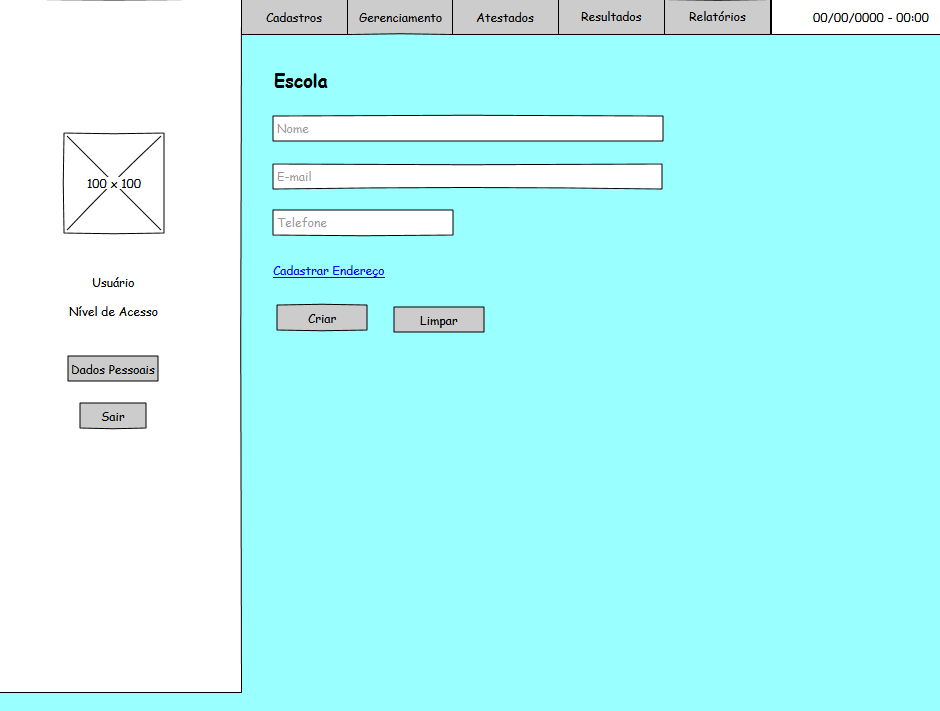 Cadastros
Gerenciamento
Atestados
Resultados
Relatórios
00/00/0000 - 00:00
100 x 100
Usuário
Nível de Acesso
Dados Pessoais
Sair
Escola
Nome
E-mail
Telefone
Cadastrar Endereço
Criar
Limpar